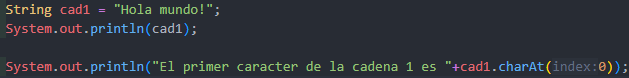 String cad1 = "Hola mundo!";
System.out.println(cad1);
System.out.println("El primer caracter de la cadena 1 es "+cad1.charAt(index:0));